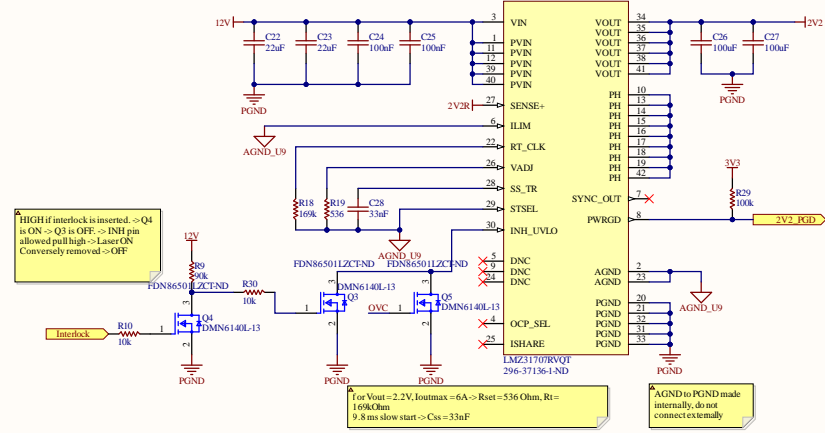 12V
C22
22uF
C23
22uF
C24
100nF
C25
100nF
PGND
3 VIN
1 PVIN
11 PVIN
12 PVIN
39 PVIN
40 PVIN
2V2R 27 SENSE+
6 ILIM
AGND_U9
22 RT_CLK
26 VADJ
28 SS_TR
29 STSEL
30 INH_UVLO
5 DNC
9 DNC
24 DNC
4 OCP_SEL
25 ISHARE
VOUT 34
VOUT 35
VOUT 36
VOUT 37
VOUT 38
VOUT 41
2V2
C26
100uF
C27
100uF
PGND
PH 10
PH 13
PH 14
PH 15
PH 16
PH 17
PH 18
PH 19
PH 42
SYNC_OUT 7
PWRGD 8
3V3
R29
100k
2V2_PGD
AGND 2
AGND 23
AGND_U9
PGND 20
PGND 21
PGND 32
PGND 31
PGND 33
PGND
LMZ31707RVQT
296-37136-1-ND
R18
169k
R19
536
C28
33nF
AGND_U9
HIGH if interlock is inserted. -> Q4
is ON -> Q3 is OFF. -> INH pin
allowed pull high -> Laser ON
Conversely removed -> OFF
12V
R9
90k
FDN86501LZCT-ND
DMN6140L-13
Q4
3
1
2
PGND
Interlock
R10
10k
R30
10k
FDN86501LZCT-ND
DMN6140L-13
Q3
3
1
2
PGND
OVC
FDN86501LZCT-ND
DMN6140L-13
Q5
3
1
2
PGND
for Vout = 2.2V, Ioutmax = 6A -> Rset = 536 Ohm, Rt =
169kOhm
9.8 ms slow start -> Css = 33nF
AGND to PGND made
internally, do not
connect externally